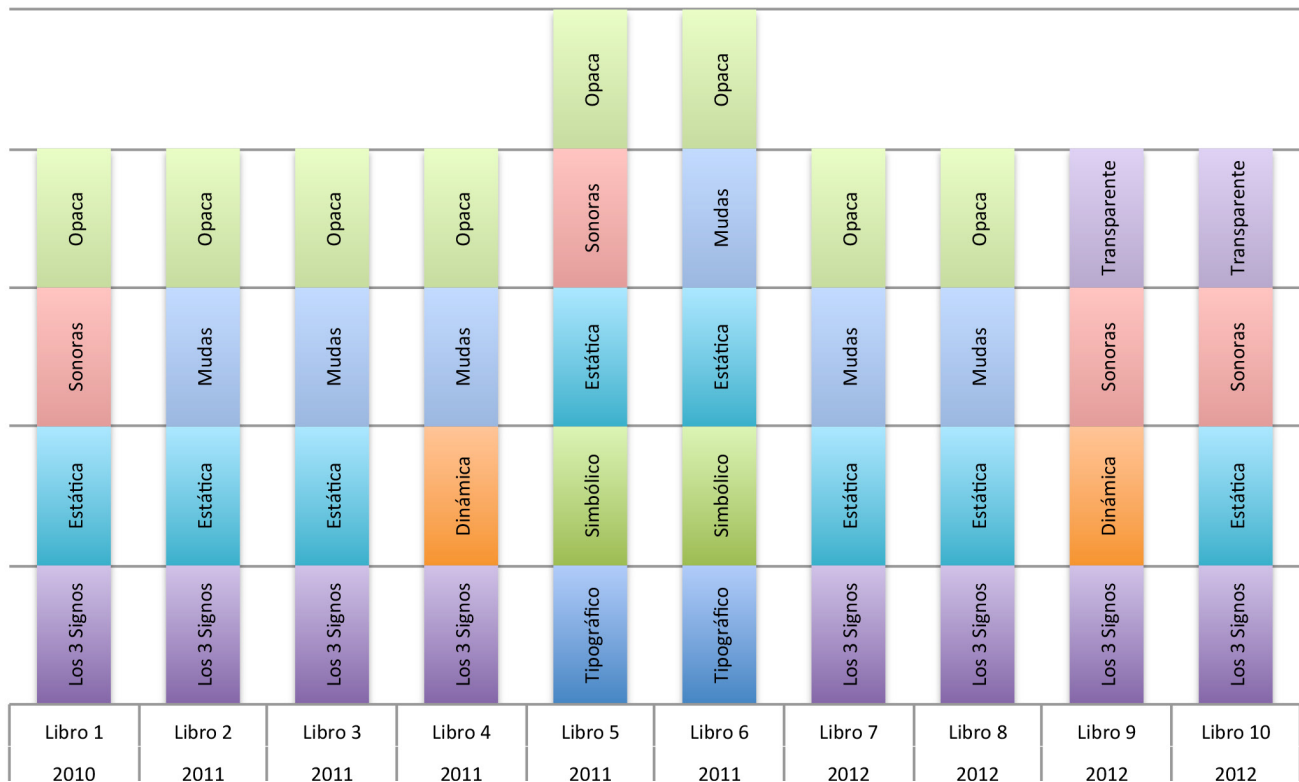 Opaca Opaca
Opaca Opaca Opaca Opaca Sonoras Mudas Opaca Opaca Transparente Transparente
Sonoras Mudas Mudas Mudas Estática Estática Mudas Mudas Sonoras Sonoras
Estática Estática Estática Dinámica Simbólico Simbólico Estática Estática Dinámica Estática
Los 3 Signos Los 3 Signos Los 3 Signos Los 3 Signos Tipográfico Tipográfico Los 3 Signos Los 3 Signos Los 3 Signos Los 3 Signos
Libro 1 Libro 2 Libro 3 Libro 4 Libro 5 Libro 6 Libro 7 Libro 8 Libro 9 Libro 10
2010 2011 2011 2011 2011 2011 2012 2012 2012 2012